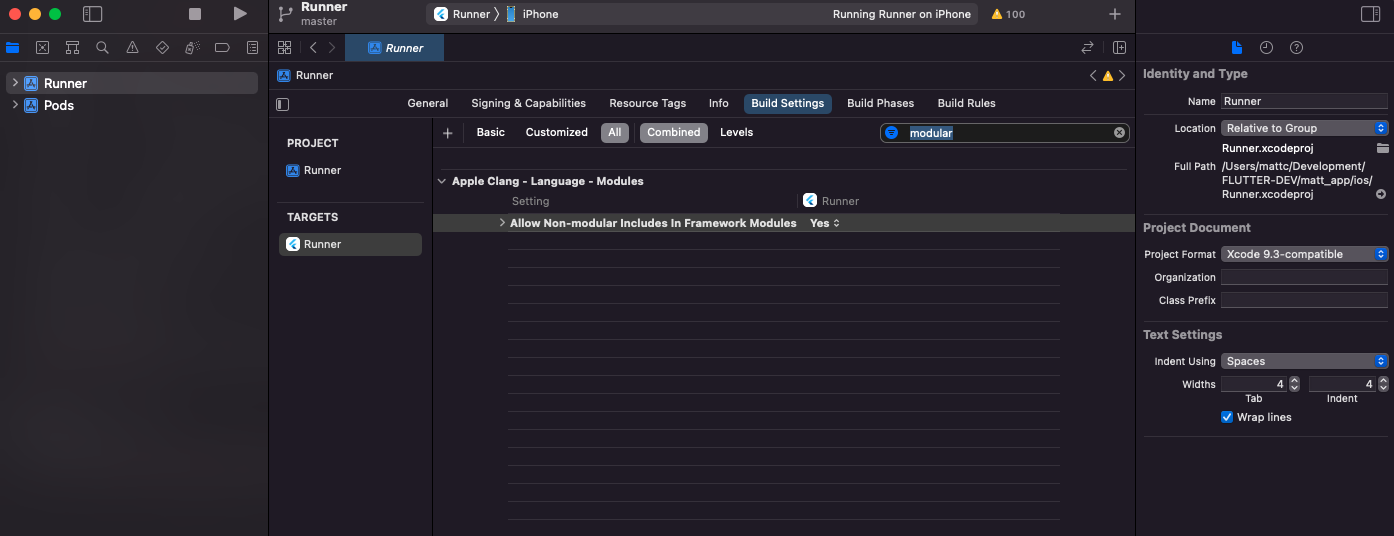 Runner
master
Runner 〉 iPhone
Running Runner on iPhone
100
Runner
Runner
Pods
Runner
General Signing & Capabilities Resource Tags Info Build Settings Build Phases Build Rules
Basic Customized All Combined Levels
modular
PROJECT
Runner
TARGETS
Runner
Apple Clang - Language - Modules
Setting Runner
Allow Non-modular Includes In Framework Modules Yes
Identity and Type
Name Runner
Location Relative to Group
Runner.xcodeproj
Full Path /Users/mattc/Development/
FLUTTER-DEV/matt_app/ios/
Runner.xcodeproj
Project Document
Project Format Xcode 9.3-compatible
Organization
Class Prefix
Text Settings
Indent Using Spaces
Widths 4 4
Tab Indent
Wrap lines